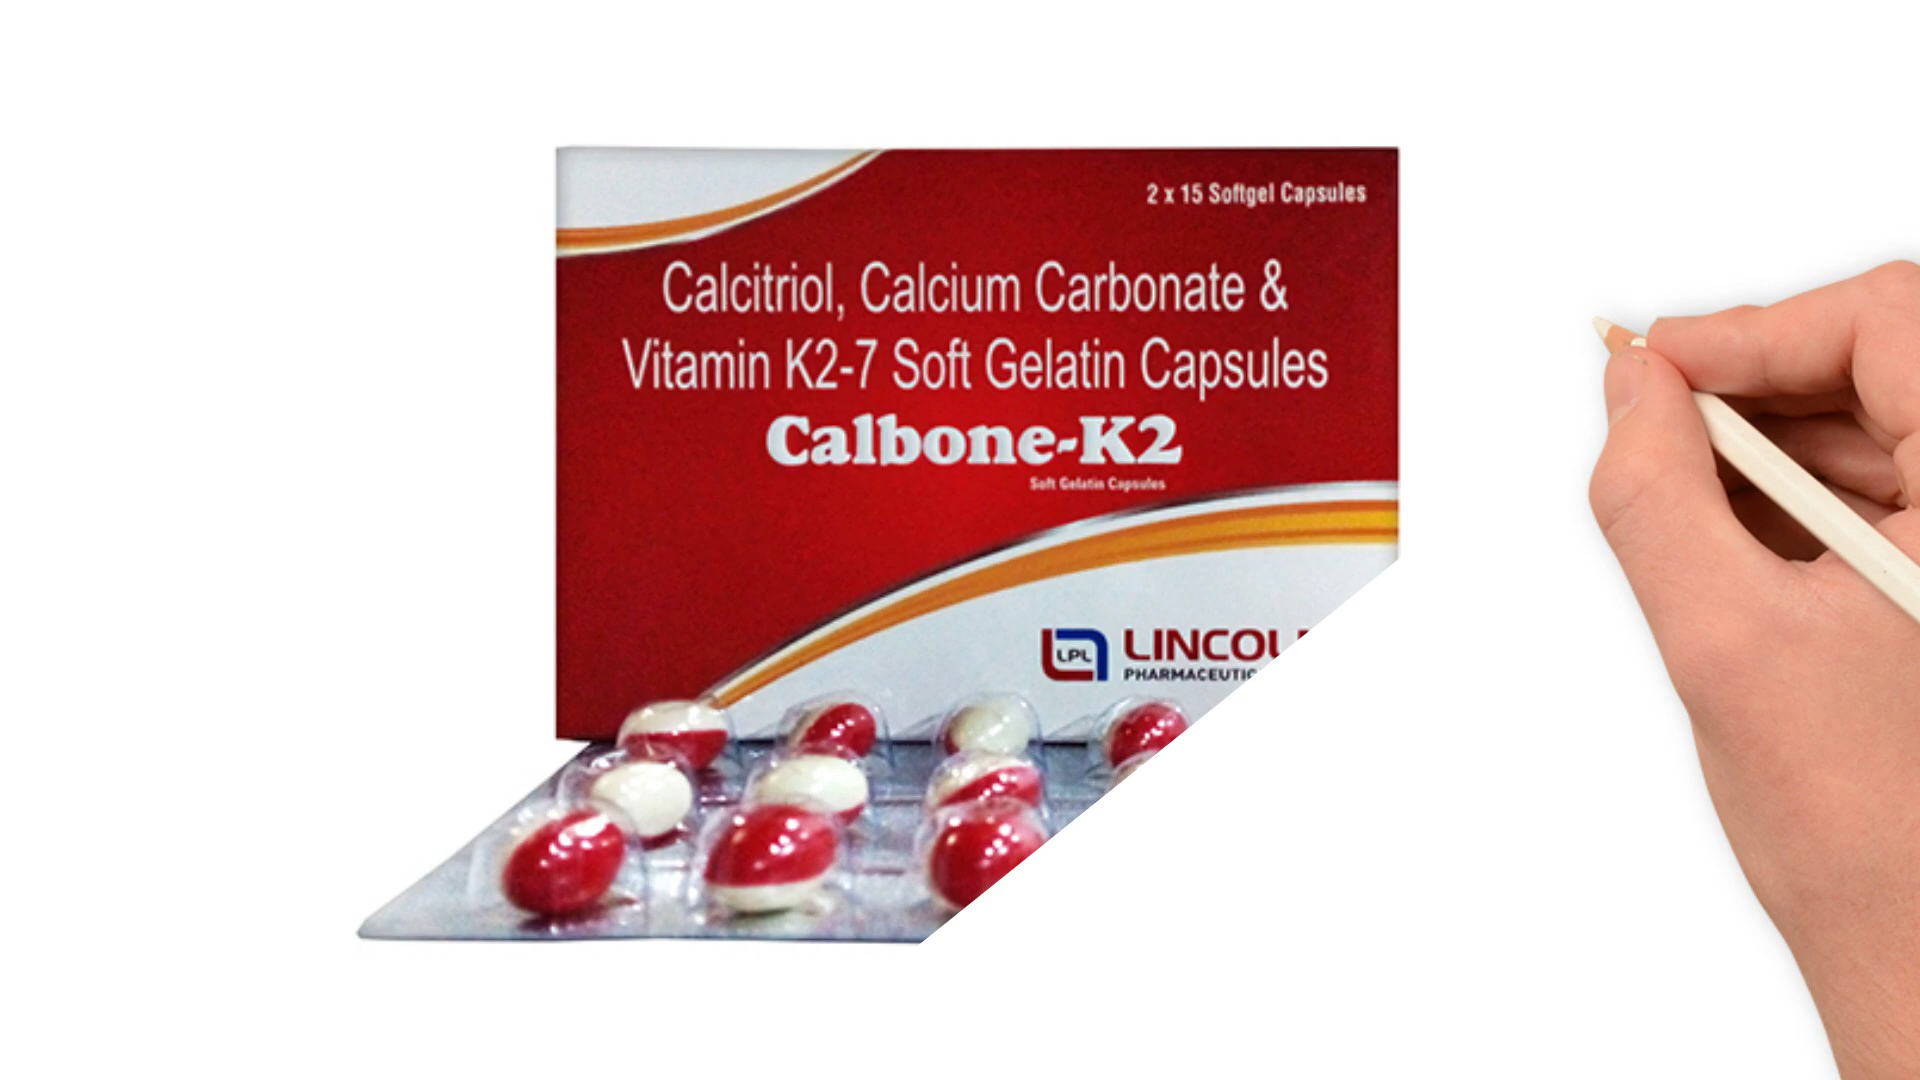 2 x 15 Softgel Capsules
Calcitriol, Calcium Carbonate &
Vitamin K2-7 Soft Gelatin Capsules
Calbone-K2
Soft Gelatin Capsules
LPL